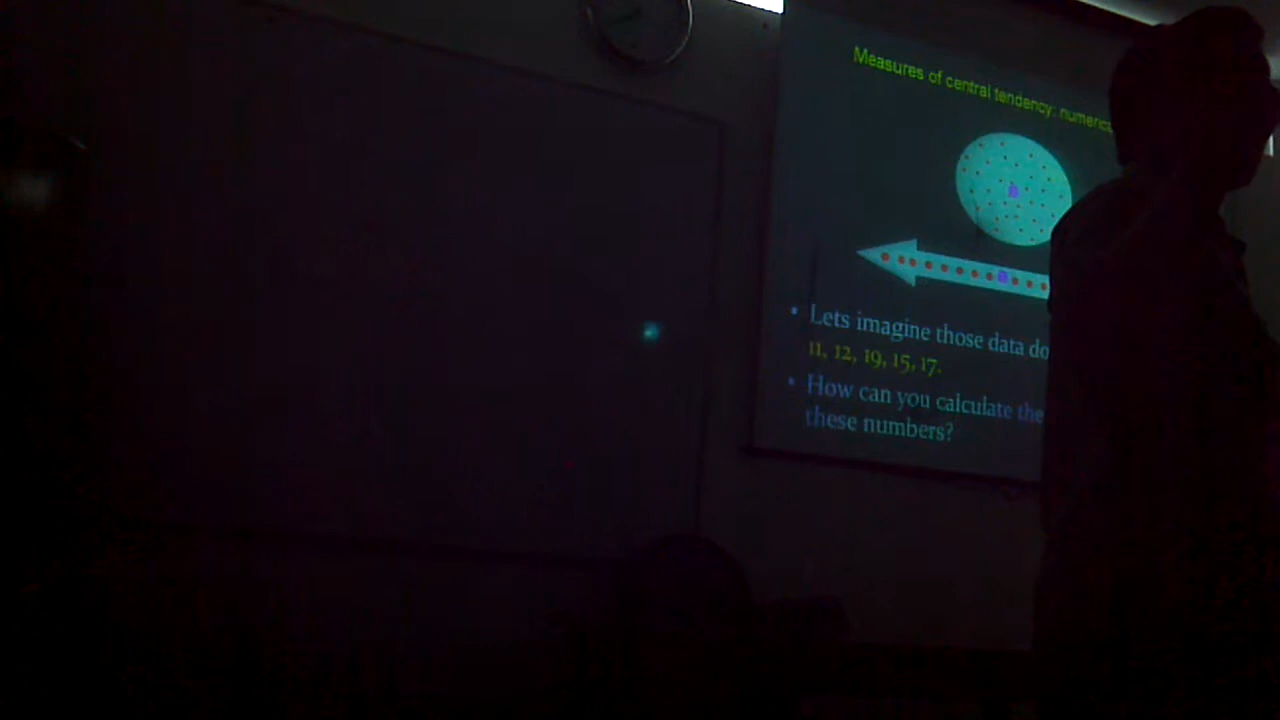 Measures of central tendency: numerica
a
a
• Lets imagine those data do
11, 12, 19, 15, 17.
• How can you calculate the
these numbers?